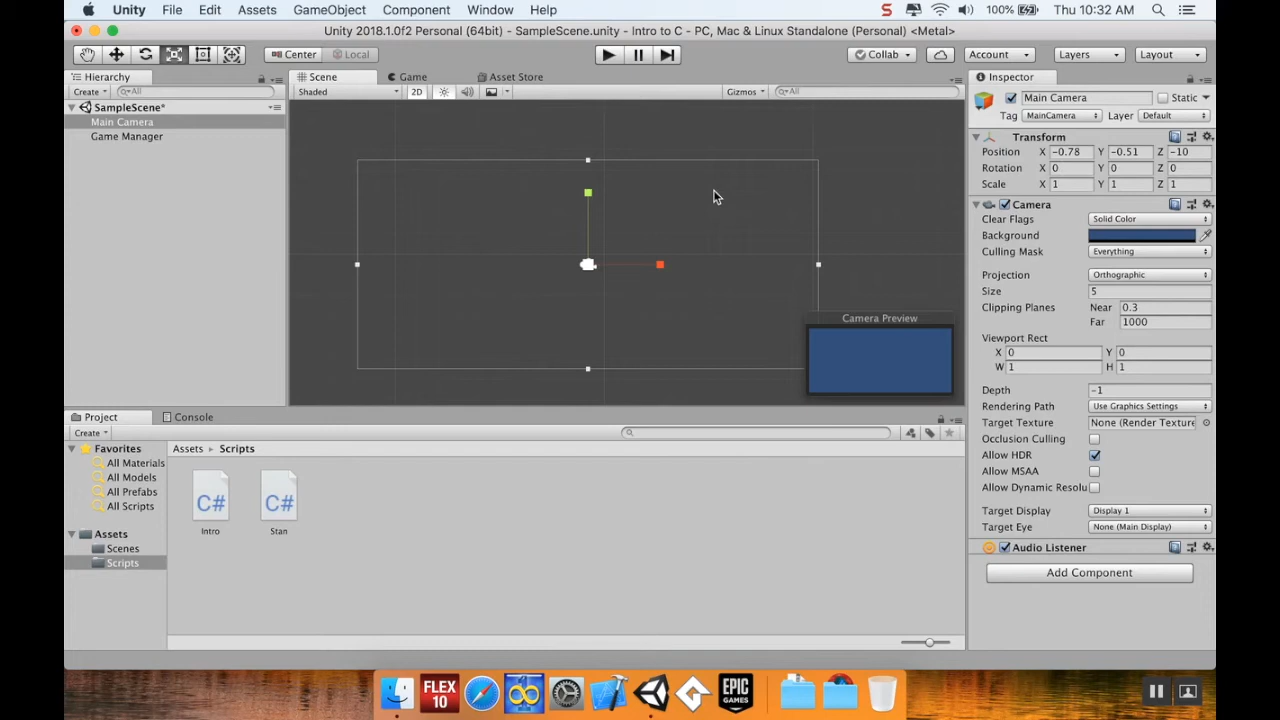 Unity File Edit Assets GameObject Component Window Help 100% Thu 10:32 AM
Unity 2018.1.0f2 Personal (64bit) - SampleScene.unity - Intro to C - PC, Mac & Linux Standalone (Personal) <Metal>
Center Local Collab Account Layers Layout
Hierarchy Scene Game Asset Store Inspector
Create All Shaded 2D Gizmos All
Main Camera Static
SampleScene*
Tag MainCamera Layer Default
Main Camera
Game Manager
Transform
Position X -0.78 Y -0.51 Z -10
Rotation X 0 Y 0 Z 0
Scale X 1 Y 1 Z 1
Camera
Clear Flags Solid Color
Background
Culling Mask Everything
Projection Orthographic
Size 5
Clipping Planes Near 0.3
Far 1000
Camera Preview
Viewport Rect
X 0 Y 0
W 1 H 1
Depth -1
Rendering Path Use Graphics Settings
Target Texture None (Render Texture
Occlusion Culling
Allow HDR
Allow MSAA
Allow Dynamic Resolu
Target Display Display 1
Target Eye None (Main Display)
Audio Listener
Add Component
Project Console
Create
Favorites
All Materials
All Models
All Prefabs
All Scripts
Assets
Scenes
Scripts
Assets Scripts
C# C#
Intro Stan
FLEX
10
EPIC
GAMES